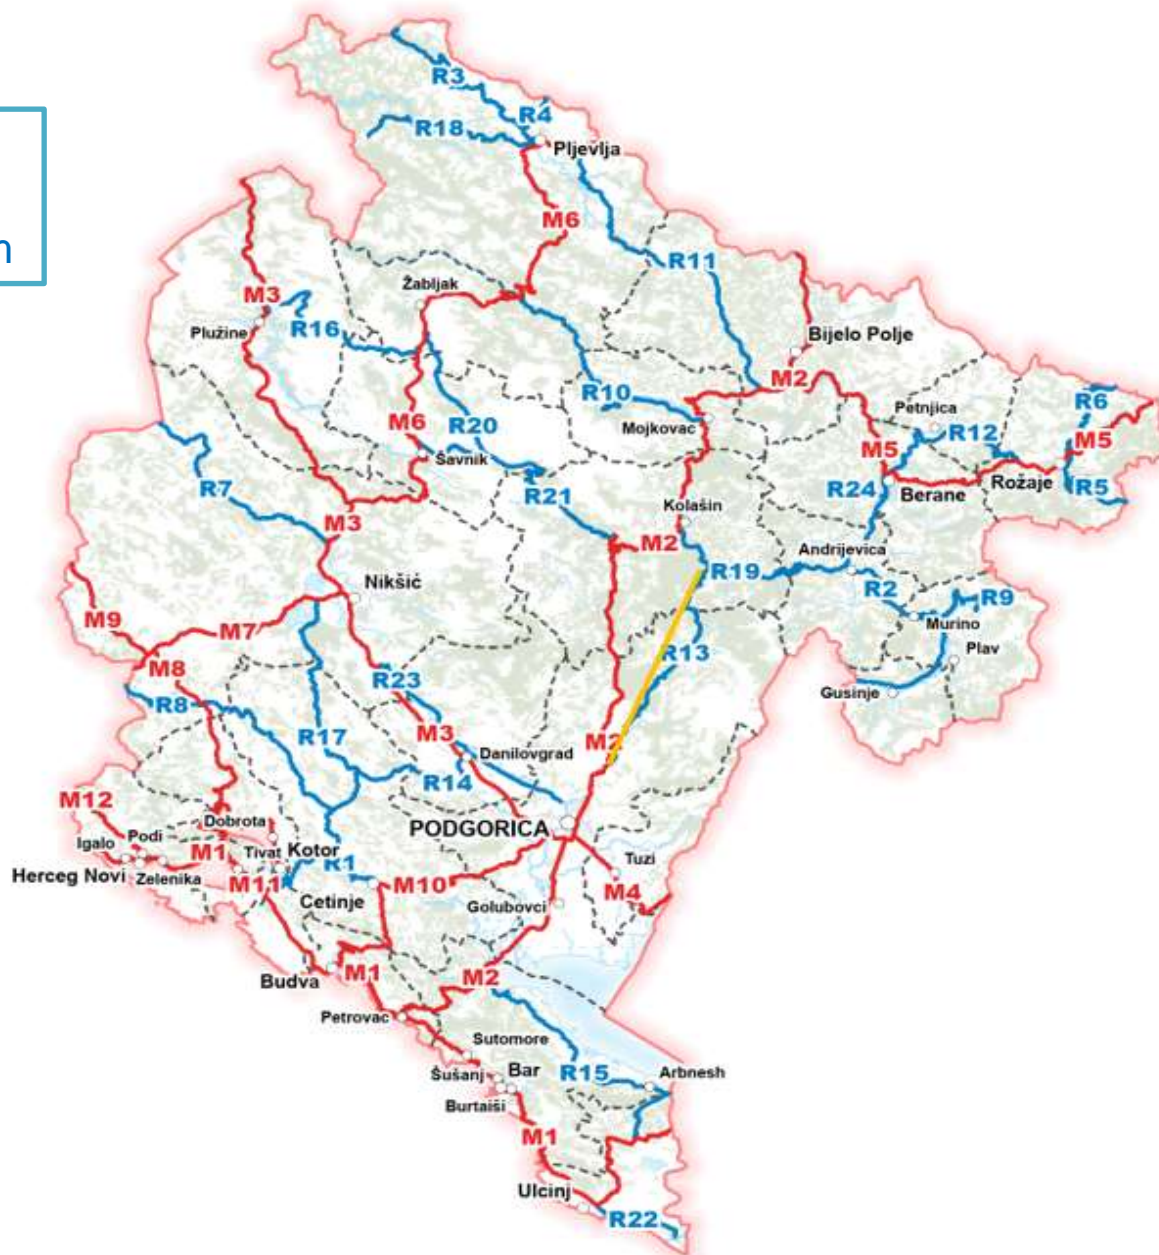 R3
R4
R18
Pljevlja
M6
n
R11
Žabljak
M3
R16
Plužine
Bijelo Polje
M2
R10
R6
Petnjica
M6
R20
Mojkovac
R12
M5
M5
Šavnik
R7
R21
R24
Berane
Rožaje
R5
Kolašin
M3
M2
Andrijevica
R19
Nikšić
R2
R9
M9
M7
Murino
R13
Plav
M8
R23
Gusinje
R8
R17
M3
M2
Danilovgrad
R14
M12
Dobrota
PODGORICA
Podi
Igalo
M1
Tivat
Kotor
Tuzi
Herceg Novi
Zelenika
M11
R1
M10
M4
Cetinje
Golubovci
Budva
M1
M2
Petrovac
Sutomore
Šušanj
Bar
R15
Arbnesh
Burtaiši
M1
Ulcinj
R22